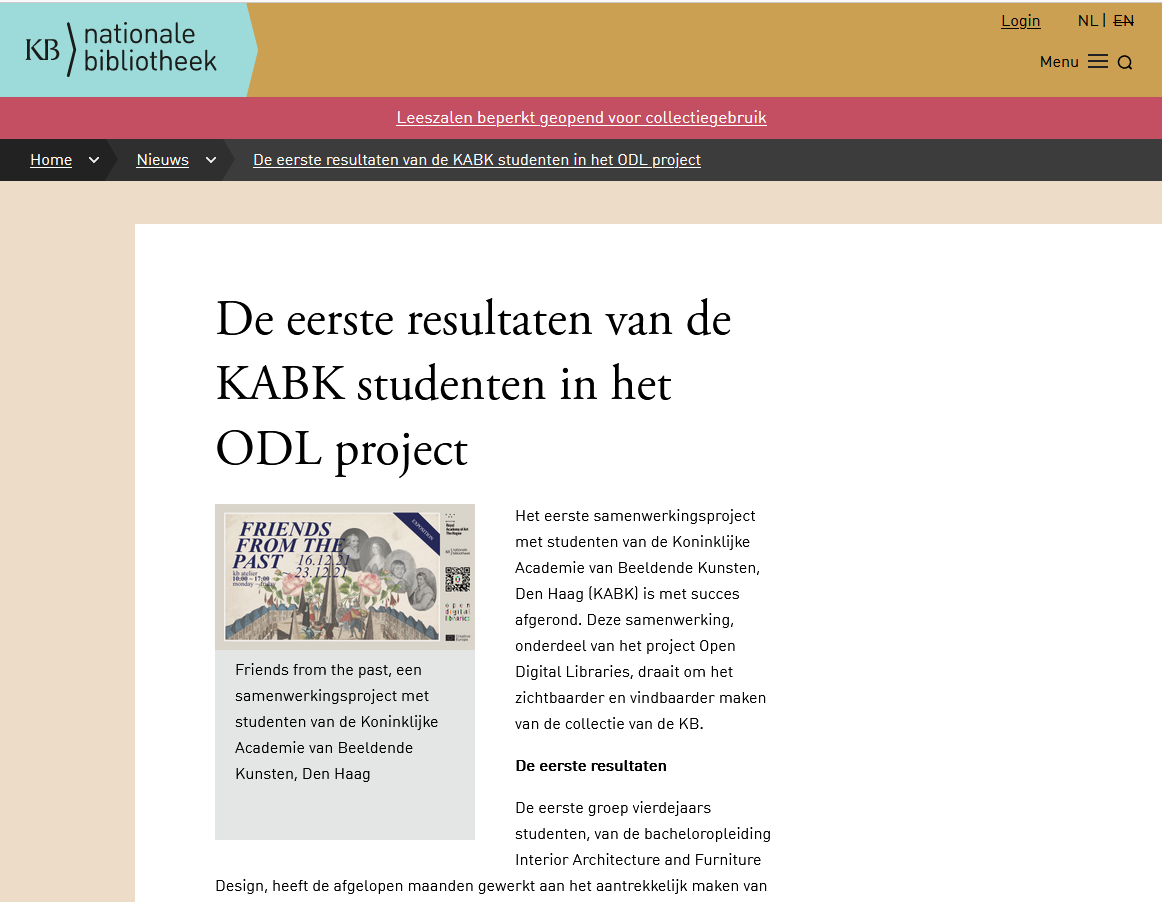 KB nationale
bibliotheek
Login NL | EN
Menu
Leeszalen beperkt geopend voor collectiegebruik
Home Nieuws De eerste resultaten van de KABK studenten in het ODL project
De eerste resultaten van de
KABK studenten in het
ODL project
FRIENDS
FROM THE
PAST 16.12.21
23.12.21
kb atelier
10:00 – 17:00
monday – friday
EXPOSITION
Royal
Academy of Art
The Hague
KB nationale
bibliotheek
open
digital
libraries
Creative
Europe
Friends from the past, een
samenwerkingsproject met
studenten van de Koninklijke
Academie van Beeldende
Kunsten, Den Haag
Het eerste samenwerkingsproject
met studenten van de Koninklijke
Academie van Beeldende Kunsten,
Den Haag (KABK) is met succes
afgerond. Deze samenwerking,
onderdeel van het project Open
Digital Libraries, draait om het
zichtbaarder en vindbaarder maken
van de collectie van de KB.
De eerste resultaten
De eerste groep vierdejaars
studenten, van de bacheloropleiding
Interior Architecture and Furniture
Design, heeft de afgelopen maanden gewerkt aan het aantrekkelijk maken van